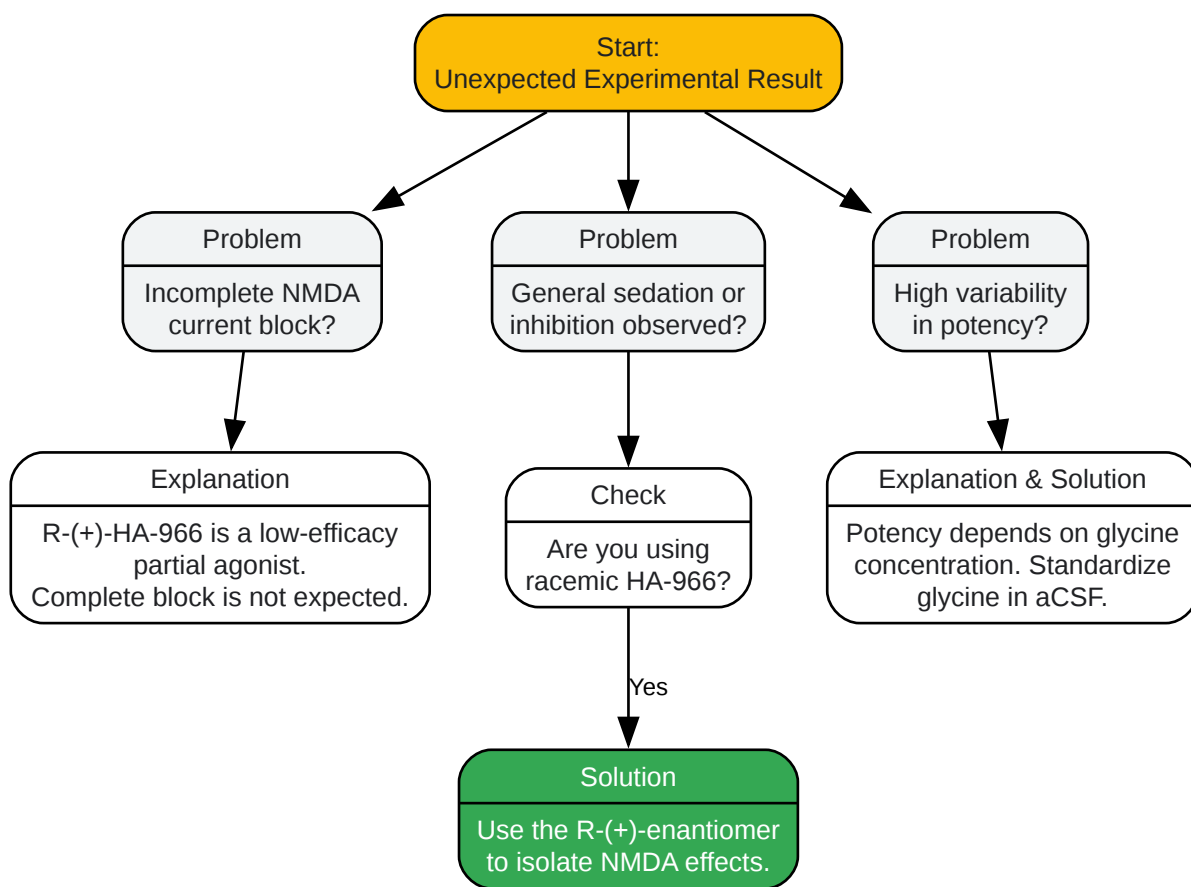 Start:
Unexpected Experimental Result
Problem
Incomplete NMDA
current block?
Problem
General sedation or
inhibition observed?
Problem
High variability
in potency?
Explanation
R-(+)-HA-966 is a low-efficacy
partial agonist.
Complete block is not expected.
Check
Are you using
racemic HA-966?
Explanation & Solution
Potency depends on glycine
concentration. Standardize
glycine in aCSF.
Yes
Solution
Use the R-(+)-enantiomer
to isolate NMDA effects.